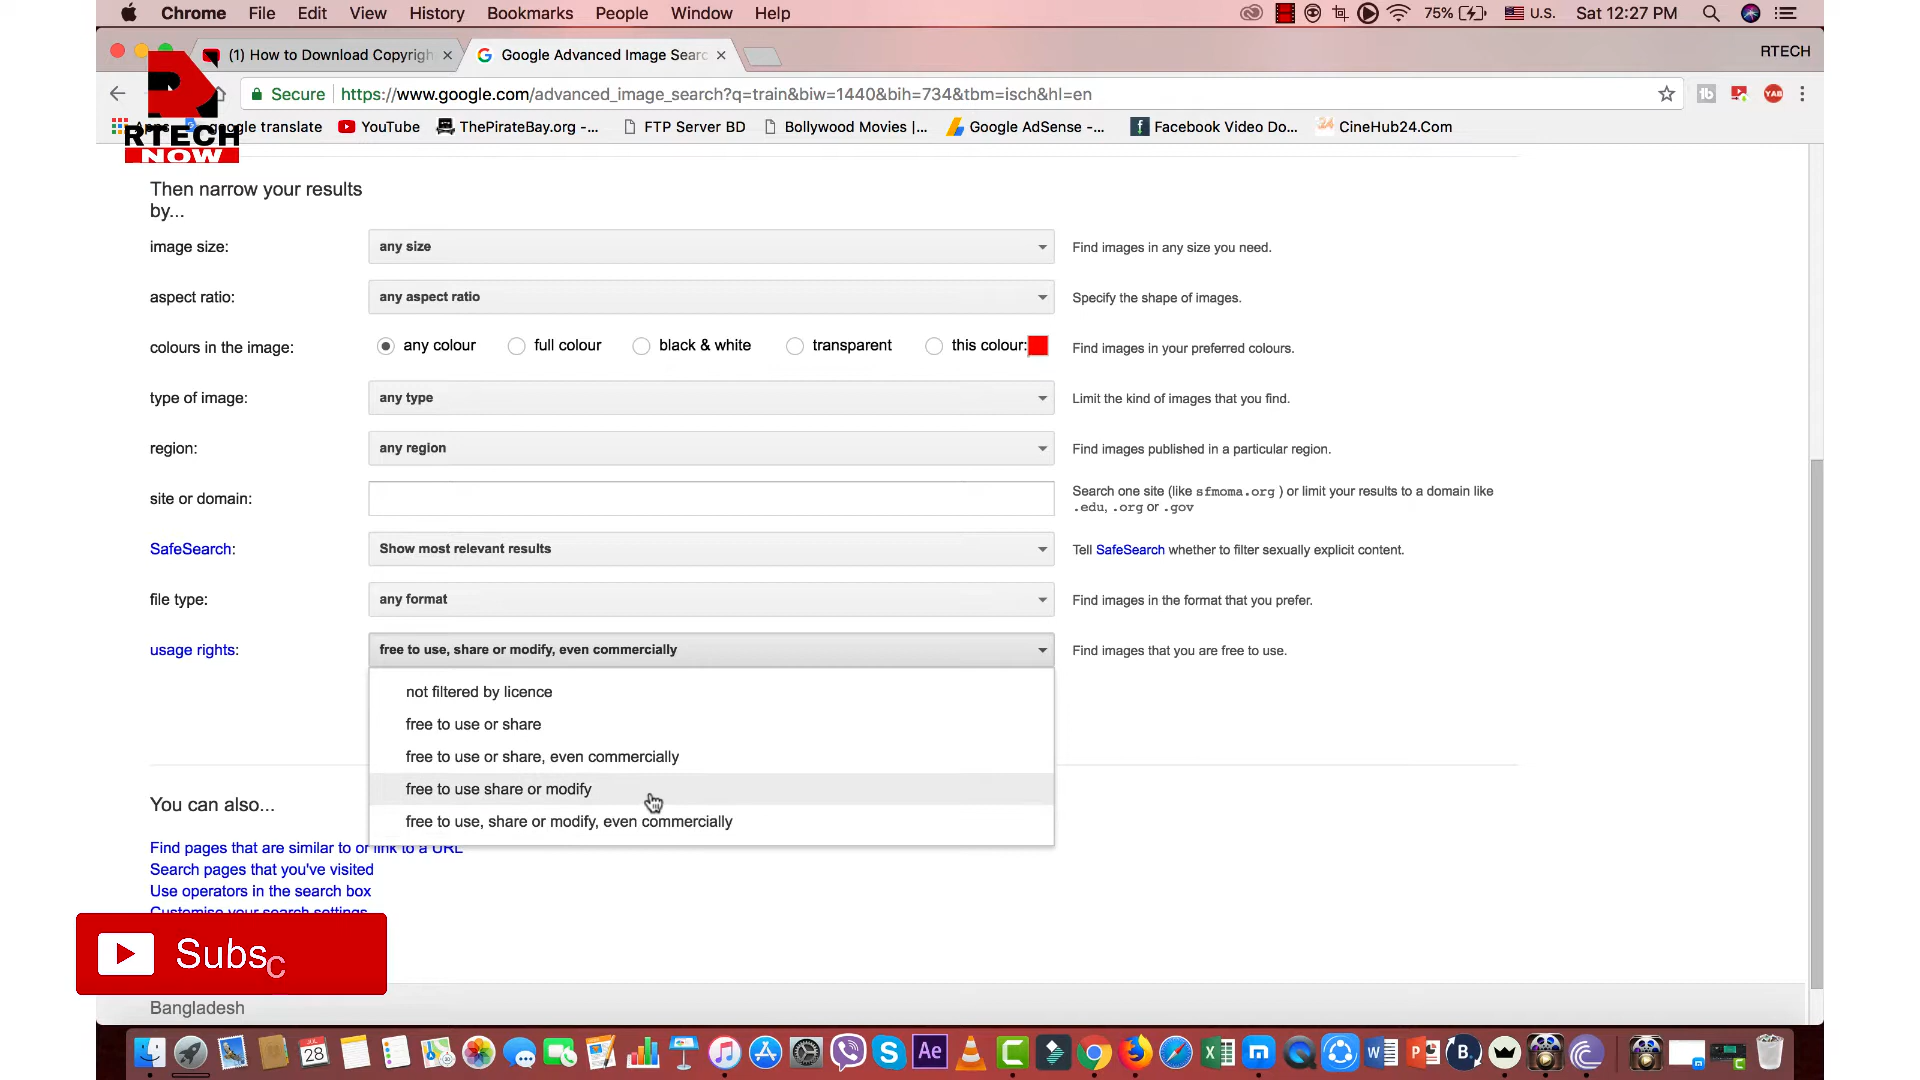 Chrome File Edit View History Bookmarks People Window Help 75% U.S. Sat 12:27 PM
(1) How to Download Copyrigh × Google Advanced Image Searc × RTECH
Secure https://www.google.com/advanced_image_search?q=train&biw=1440&bih=734&tbm=isch&hl=en
Apps google translate YouTube ThePirateBay.org -... FTP Server BD Bollywood Movies |... Google AdSense -... Facebook Video Do... CineHub24.Com
RTECH
NOW
Then narrow your results
by...
image size: any size Find images in any size you need.
aspect ratio: any aspect ratio Specify the shape of images.
colours in the image: any colour full colour black & white transparent this colour: Find images in your preferred colours.
type of image: any type Limit the kind of images that you find.
region: any region Find images published in a particular region.
site or domain: Search one site (like sfmoma.org ) or limit your results to a domain like
.edu, .org or .gov
SafeSearch: Show most relevant results Tell SafeSearch whether to filter sexually explicit content.
file type: any format Find images in the format that you prefer.
usage rights: free to use, share or modify, even commercially Find images that you are free to use.
not filtered by licence
free to use or share
free to use or share, even commercially
free to use share or modify
free to use, share or modify, even commercially
You can also...
Find pages that are similar to or link to a URL
Search pages that you've visited
Use operators in the search box
Customise your search settings
Subsc
Bangladesh
JUL
28
Ae